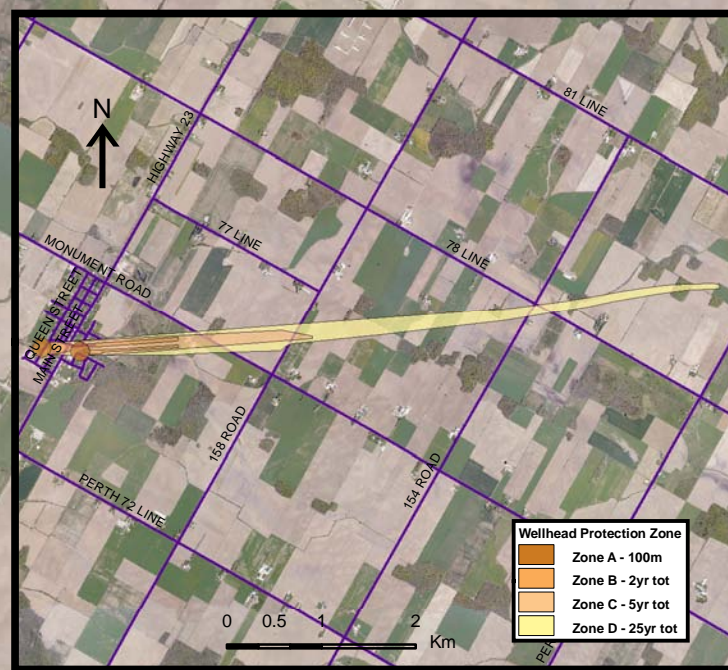 81 LINE
N
HIGHWAY 23
77 LINE
78 LINE
MONUMENT ROAD
QUEEN STREET
MAIN STREET
158 ROAD
154 ROAD
PERTH 72 LINE
Wellhead Protection Zone
Zone A - 100m
Zone B - 2yr tot
Zone C - 5yr tot
Zone D - 25yr tot
0 0.5 1 2
Km